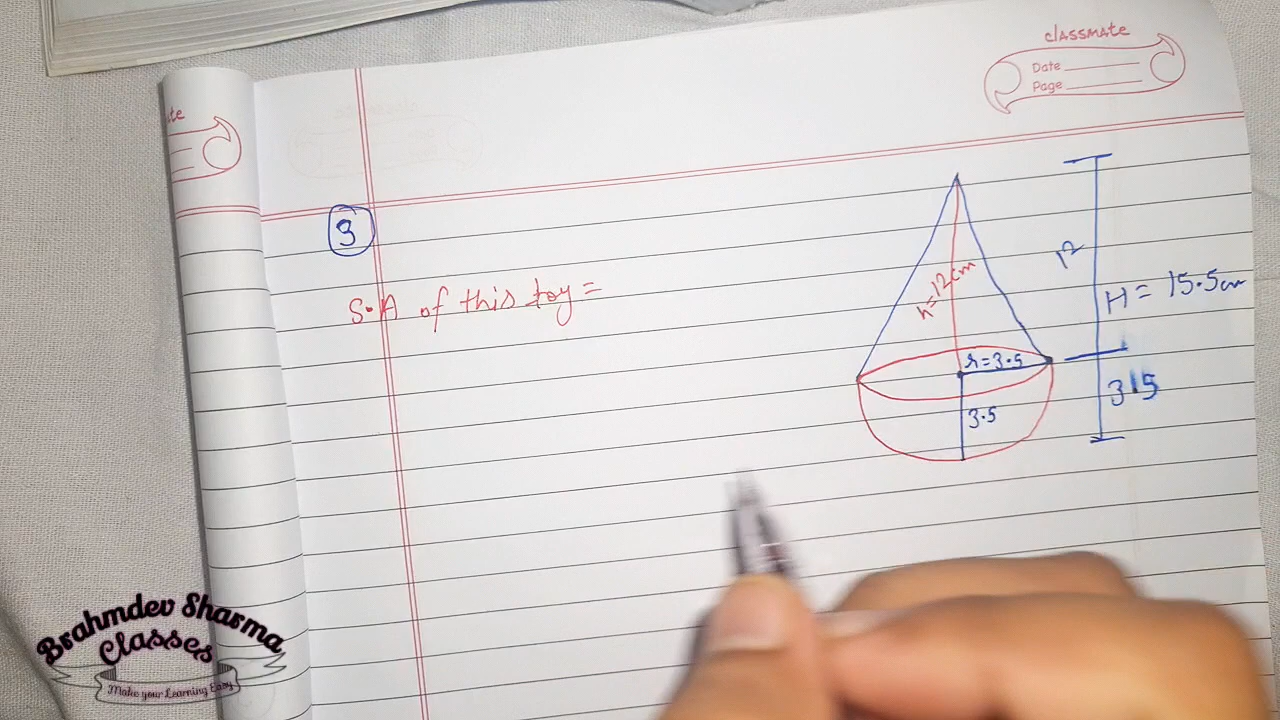 classmate
Date
Page
te
3
S.A of this toy =
h=12cm
12
H = 15.5cm
r=3.5
3.5
3.5
Brahmdev Sharma
Classes
Make your Learning Easy